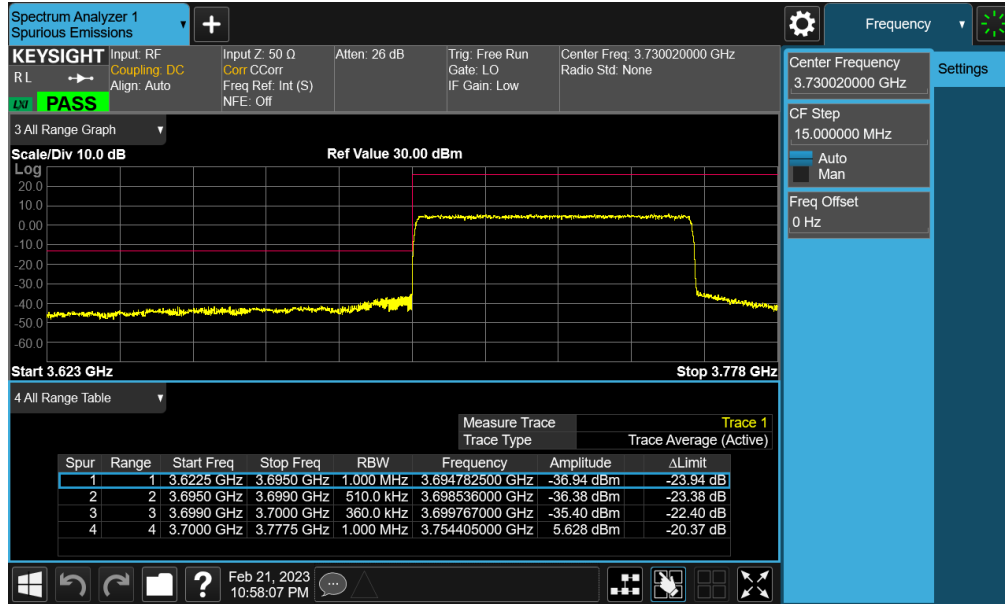 Spectrum Analyzer 1
Spurious Emissions
+
Frequency
KEYSIGHT
RL
LXI
PASS
Input: RF
Coupling: DC
Align: Auto
Input Z: 50 Ω
Corr CCorr
Freq Ref: Int (S)
NFE: Off
Atten: 26 dB
Trig: Free Run
Gate: LO
IF Gain: Low
Center Freq: 3.730020000 GHz
Radio Std: None
Center Frequency
3.730020000 GHz
Settings
CF Step
15.000000 MHz
Auto
Man
Freq Offset
0 Hz
3 All Range Graph
Scale/Div 10.0 dB
Ref Value 30.00 dBm
Log
20.0
10.0
0.00
-10.0
-20.0
-30.0
-40.0
-50.0
-60.0
Start 3.623 GHz
Stop 3.778 GHz
4 All Range Table
Measure Trace Trace 1
Trace Type Trace Average (Active)
Spur Range Start Freq Stop Freq RBW Frequency Amplitude ΔLimit
1 1 3.6225 GHz 3.6950 GHz 1.000 MHz 3.694782500 GHz -36.94 dBm -23.94 dB
2 2 3.6950 GHz 3.6990 GHz 510.0 kHz 3.698536000 GHz -36.38 dBm -23.38 dB
3 3 3.6990 GHz 3.7000 GHz 360.0 kHz 3.699767000 GHz -35.40 dBm -22.40 dB
4 4 3.7000 GHz 3.7775 GHz 1.000 MHz 3.754405000 GHz 5.628 dBm -20.37 dB
?
Feb 21, 2023
10:58:07 PM